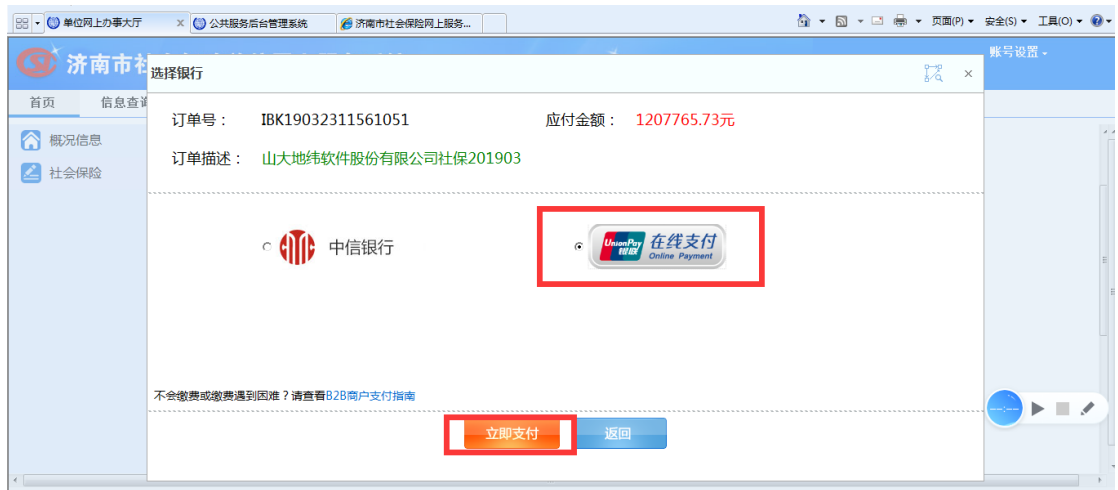 单位网上办事大厅 x 公共服务后台管理系统 济南市社会保险网上服务... 页面(P) 安全(S) 工具(O)
济南市社
账号设置
选择银行 ×
首页 信息查询
概况信息
社会保险
订单号： IBK19032311561051 应付金额： 1207765.73元
订单描述： 山大地纬软件股份有限公司社保201903
中信银行
UnionPay 银联 在线支付
Online Payment
不会缴费或缴费遇到困难？请查看B2B商户支付指南
--:--
立即支付 返回